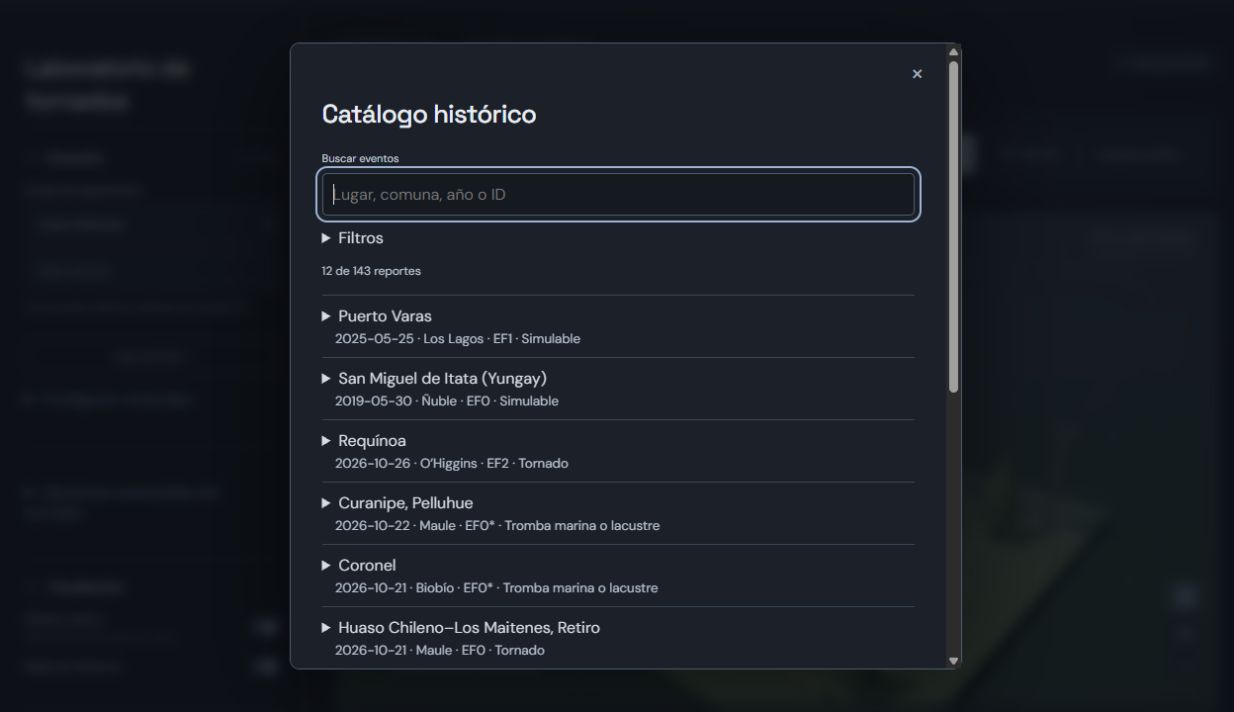 ×
Catálogo histórico
Buscar eventos
Lugar, comuna, año o ID
▶ Filtros
12 de 143 reportes
▶ Puerto Varas
2025-05-25 · Los Lagos · EF1 · Simulable
▶ San Miguel de Itata (Yungay)
2019-05-30 · Ñuble · EF0 · Simulable
▶ Requínoa
2026-10-26 · O'Higgins · EF2 · Tornado
▶ Curanipe, Pelluhue
2026-10-22 · Maule · EF0* · Tromba marina o lacustre
▶ Coronel
2026-10-21 · Biobío · EF0* · Tromba marina o lacustre
▶ Huaso Chileno–Los Maitenes, Retiro
2026-10-21 · Maule · EF0 · Tornado